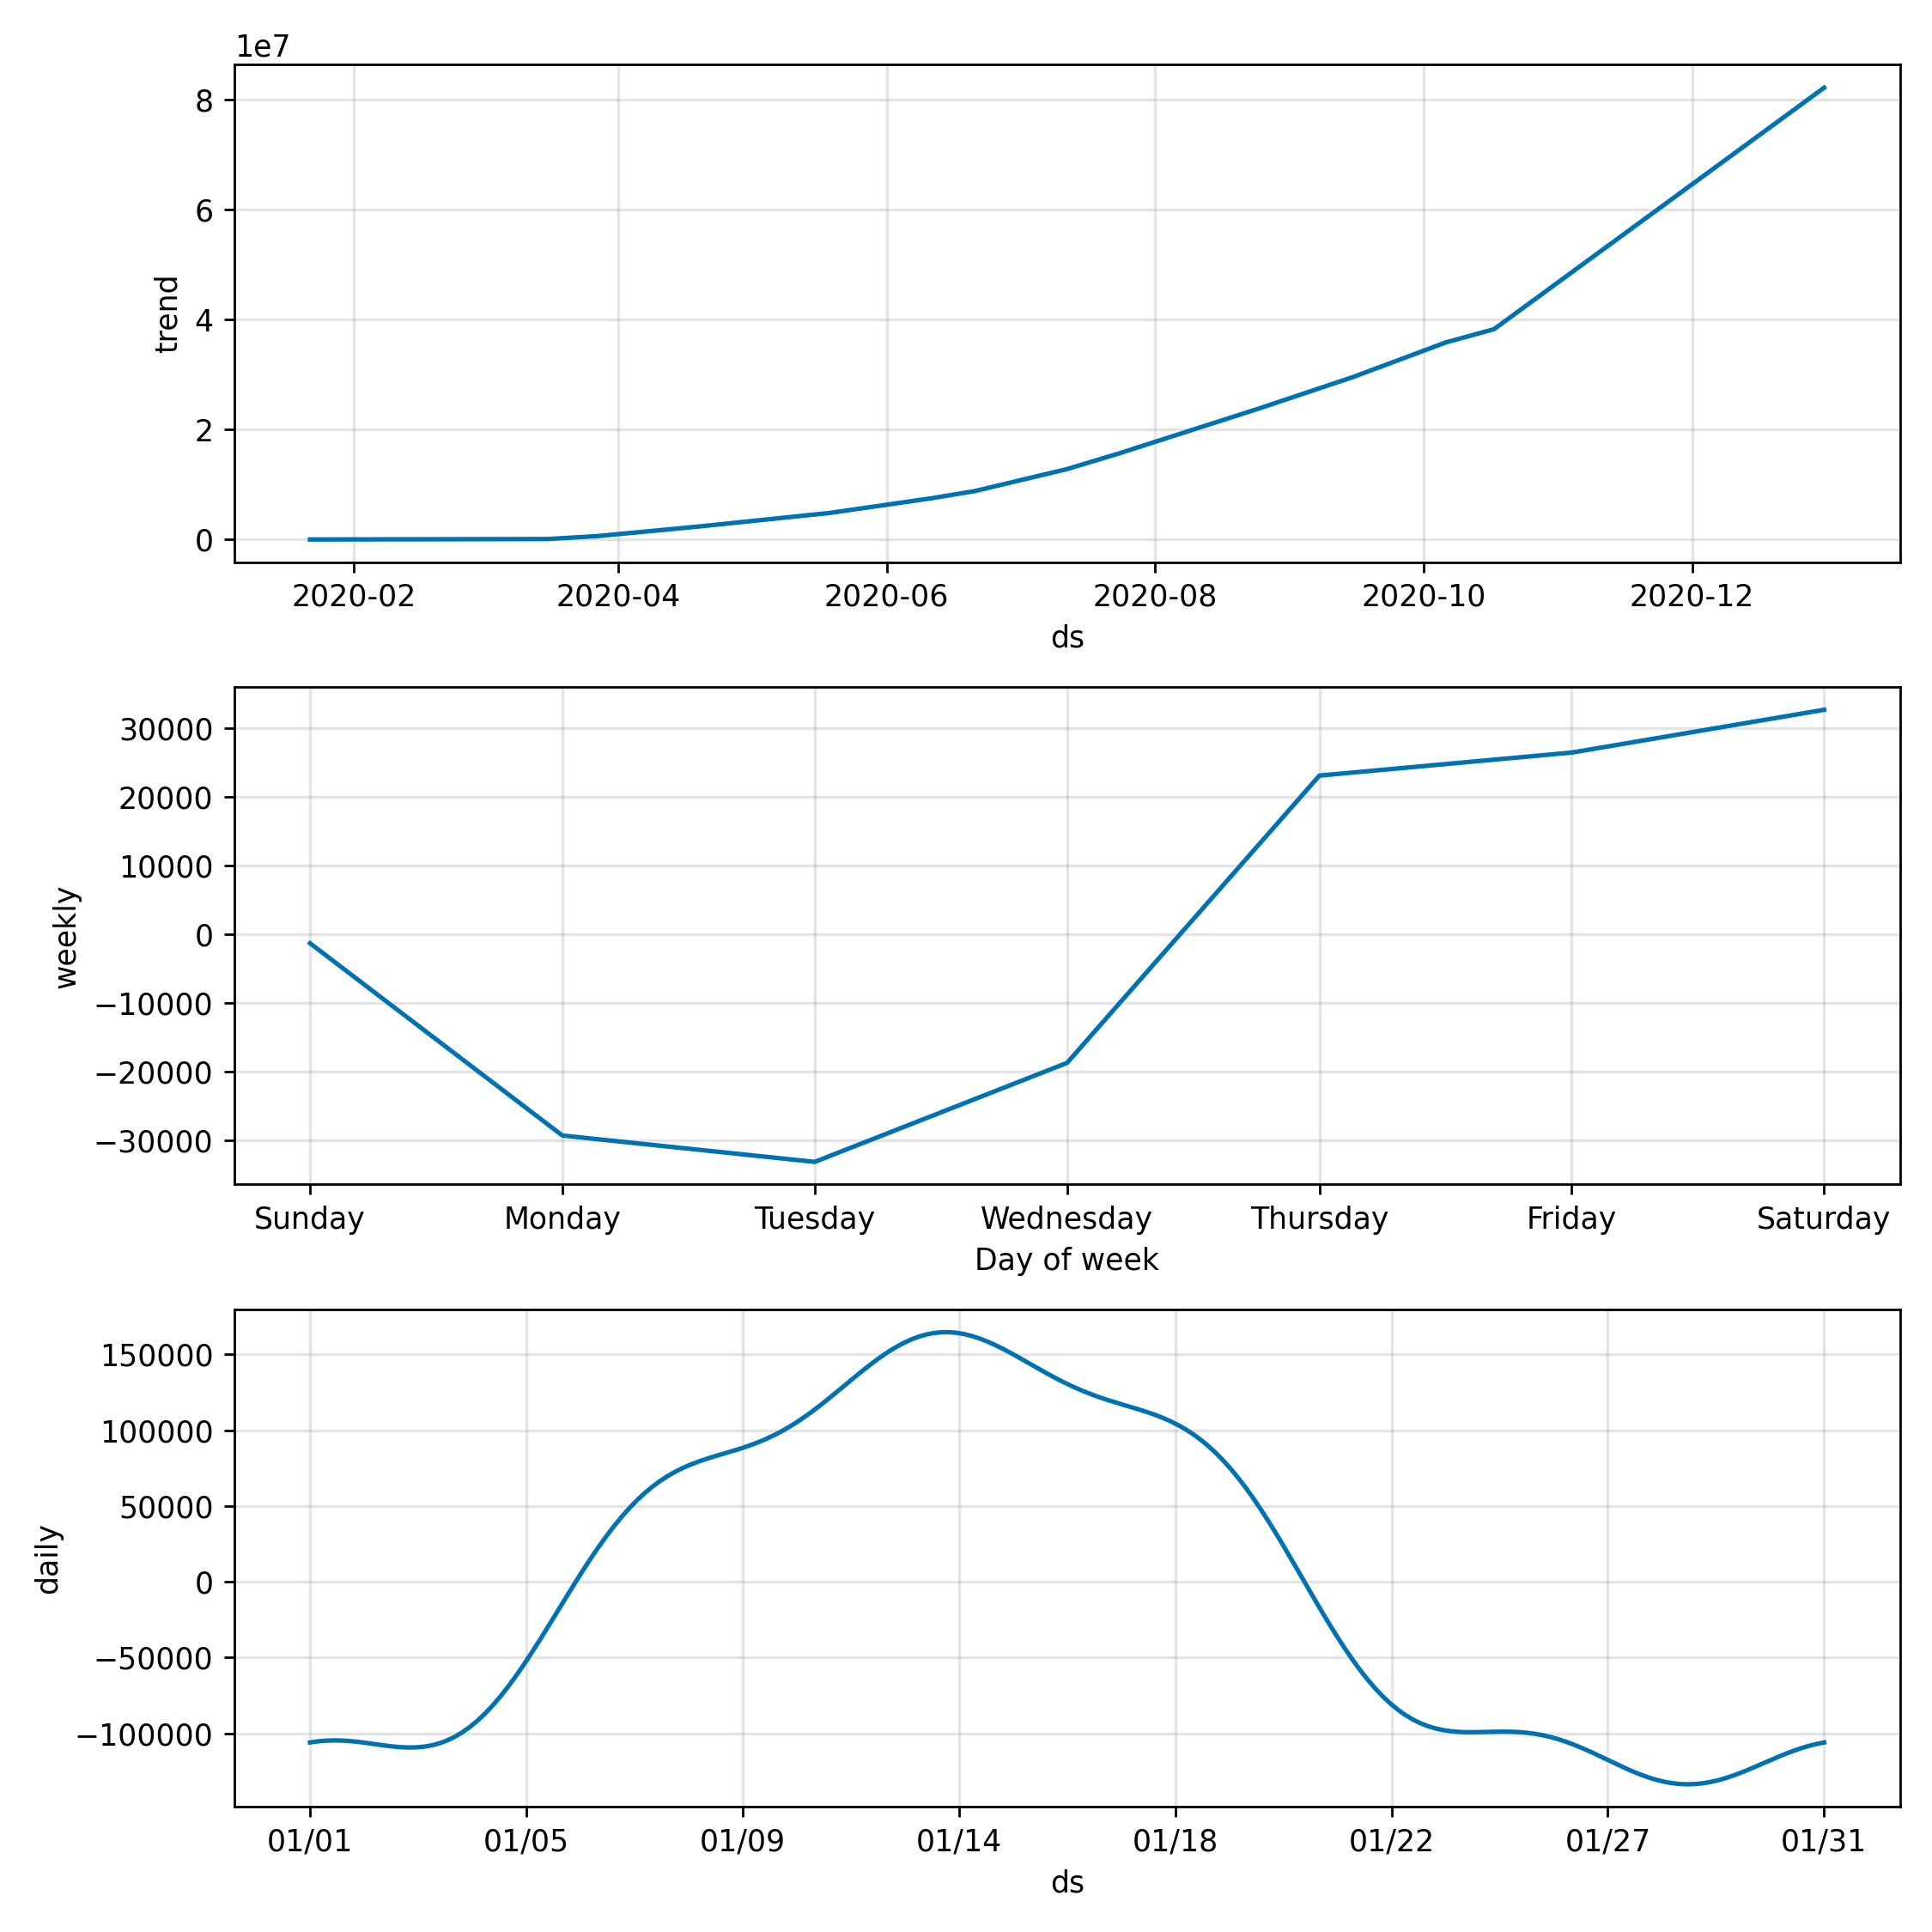 1e7
8
6
4
2
0
trend
2020-02 2020-04 2020-06 2020-08 2020-10 2020-12
ds
30000
20000
10000
0
−10000
−20000
−30000
weekly
Sunday Monday Tuesday Wednesday Thursday Friday Saturday
Day of week
150000
100000
50000
0
−50000
−100000
daily
01/01 01/05 01/09 01/14 01/18 01/22 01/27 01/31
ds